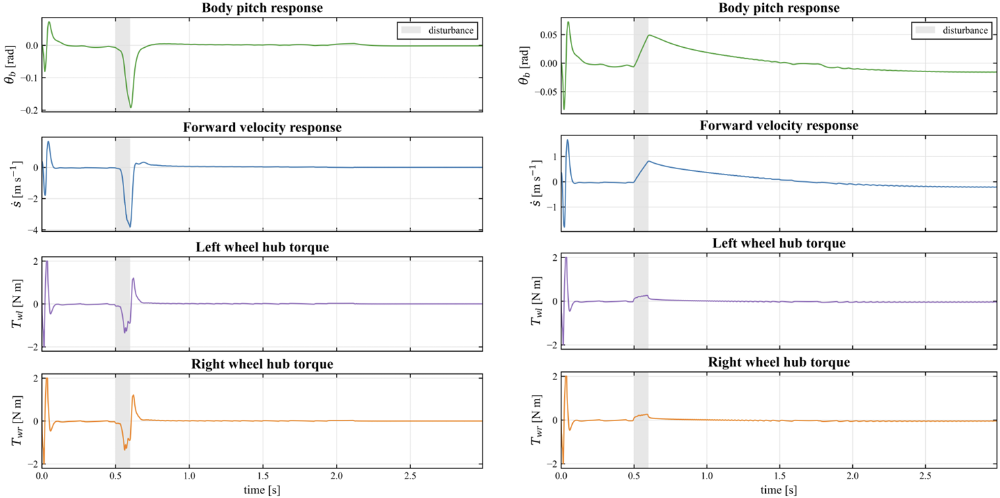 Body pitch response
disturbance
0.0
−0.1
−0.2
θb [rad]
Forward velocity response
0
−2
−4
ṡ [m s⁻¹]
Left wheel hub torque
2
0
−2
Twl [N m]
Right wheel hub torque
2
0
−2
Twr [N m]
0.0 0.5 1.0 1.5 2.0 2.5
time [s]
Body pitch response
disturbance
0.05
0.00
−0.05
θb [rad]
Forward velocity response
1
0
−1
ṡ [m s⁻¹]
Left wheel hub torque
2
0
−2
Twl [N m]
Right wheel hub torque
2
0
−2
Twr [N m]
0.0 0.5 1.0 1.5 2.0 2.5
time [s]